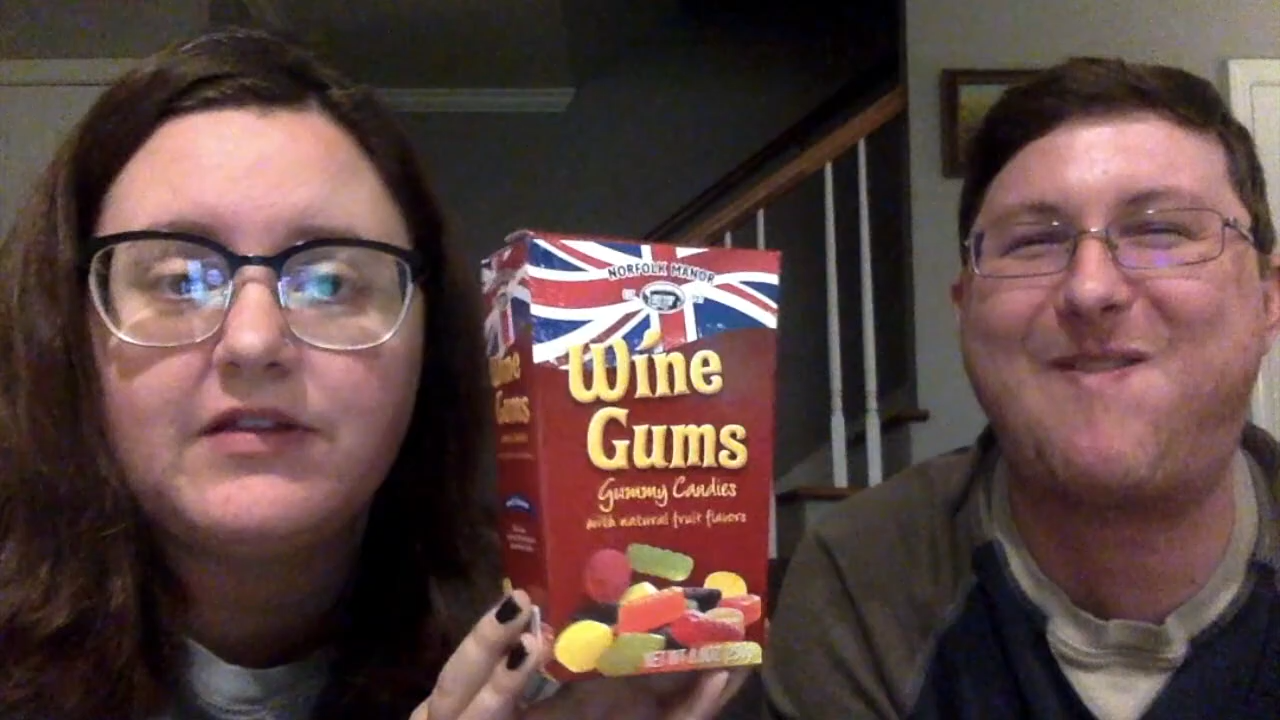 NORFOLK MANOR
Wine
Gums
Gummy Candies
with natural fruit flavors
Wine
Gums